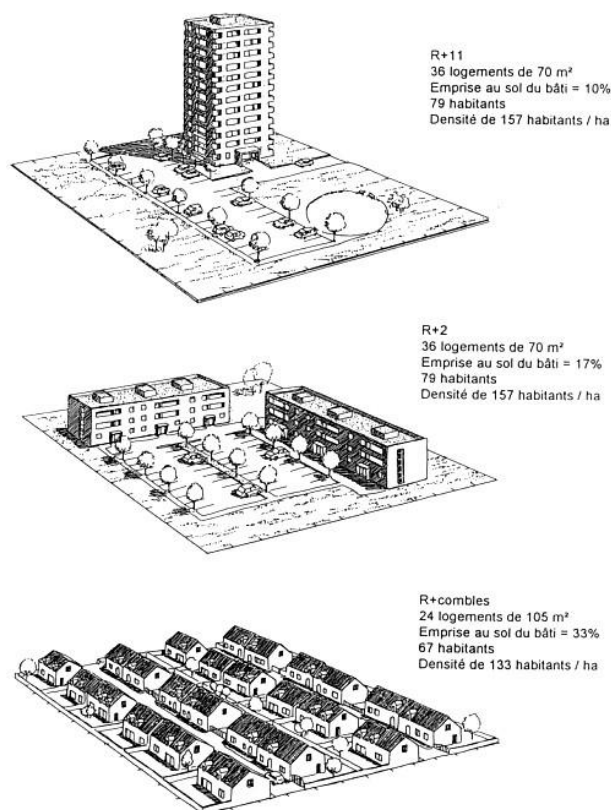 R+11
36 logements de 70 m²
Emprise au sol du bâti = 10%
79 habitants
Densité de 157 habitants / ha
R+2
36 logements de 70 m²
Emprise au sol du bâti = 17%
79 habitants
Densité de 157 habitants / ha
R+combles
24 logements de 105 m²
Emprise au sol du bâti = 33%
67 habitants
Densité de 133 habitants / ha